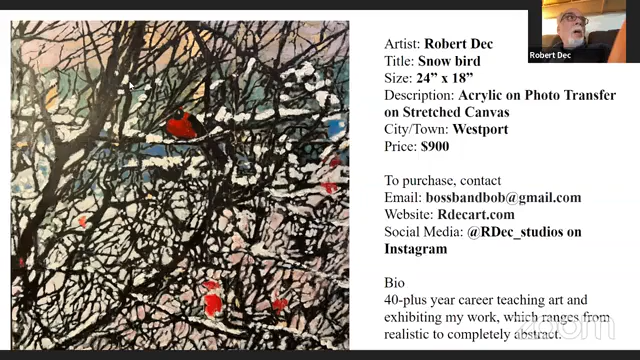 Artist: Robert Dec
Title: Snow bird
Size: 24” x 18”
Description: Acrylic on Photo Transfer
on Stretched Canvas
City/Town: Westport
Price: $900
To purchase, contact
Email: bossbandbob@gmail.com
Website: Rdecart.com
Social Media: @RDec_studios on
Instagram
Bio
40-plus year career teaching art and
exhibiting my work, which ranges from
realistic to completely abstract.
Robert Dec
zoom